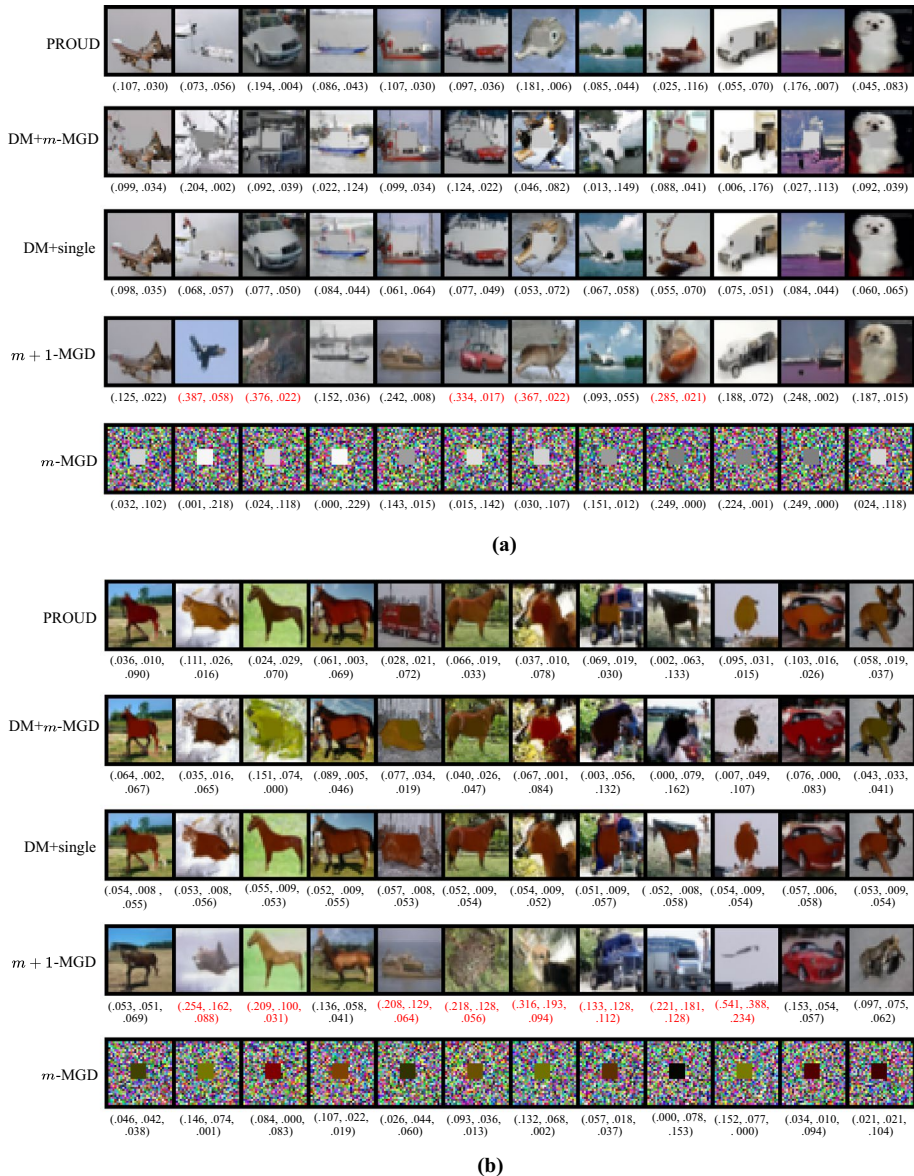 PROUD
(.107, .030) (.073, .056) (.194, .004) (.086, .043) (.107, .030) (.097, .036) (.181, .006) (.085, .044) (.025, .116) (.055, .070) (.176, .007) (.045, .083)
DM+m-MGD
(.099, .034) (.204, .002) (.092, .039) (.022, .124) (.099, .034) (.124, .022) (.046, .082) (.013, .149) (.088, .041) (.006, .176) (.027, .113) (.092, .039)
DM+single
(.098, .035) (.068, .057) (.077, .050) (.084, .044) (.061, .064) (.077, .049) (.053, .072) (.067, .058) (.055, .070) (.075, .051) (.084, .044) (.060, .065)
m + 1-MGD
(.125, .022) (.387, .058) (.376, .022) (.152, .036) (.242, .008) (.334, .017) (.367, .022) (.093, .055) (.285, .021) (.188, .072) (.248, .002) (.187, .015)
m-MGD
(.032, .102) (.001, .218) (.024, .118) (.000, .229) (.143, .015) (.015, .142) (.030, .107) (.151, .012) (.249, .000) (.224, .001) (.249, .000) (024, .118)
(a)
PROUD
(.036, .010, (.111, .026, (.024, .029, (.061, .003, (.028, .021, (.066, .019, (.037, .010, (.069, .019, (.002, .063, (.095, .031, (.103, .016, (.058, .019,
.090) .016) .070) .069) .072) .033) .078) .030) .133) .015) .026) .037)
DM+m-MGD
(.064, .002, (.035, .016, (.151, .074, (.089, .005, (.077, .034, (.040, .026, (.067, .001, (.003, .056, (.000, .079, (.007, .049, (.076, .000, (.043, .033,
.067) .065) .000) .046) .019) .047) .084) .132) .162) .107) .083) .041)
DM+single
(.054, .008 , (.053, .008, (.055, .009, (.052, .009, (.057, .008, (.052, .009, (.054, .009, (.051, .009, (.052, .008, (.054, .009, (.057, .006, (.053, .009,
.055) .056) .053) .055) .053) .054) .052) .057) .058) .054) .058) .054)
m + 1-MGD
(.053, .051, (.254, .162, (.209, .100, (.136, .058, (.208, .129, (.218, .128, (.316, .193, (.133, .128, (.221, .181, (.541, .388, (.153, .054, (.097, .075,
.069) .088) .031) .041) .064) .056) .094) .112) .128) .234) .057) .062)
m-MGD
(.046, .042, (.146, .074, (.084, .000, (.107, .022, (.026, .044, (.093, .036, (.132, .068, (.057, .018, (.000, .078, (.152, .077, (.034, .010, (.021, .021,
.038) .001) .083) .019) .060) .013) .002) .037) .153) .000) .094) .104)
(b)